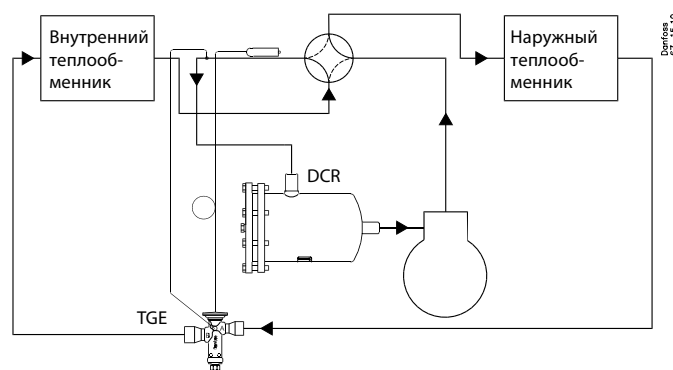 Внутренний
теплооб-
менник
Наружный
теплооб-
менник
Danfoss
DCR
TGE
A
B